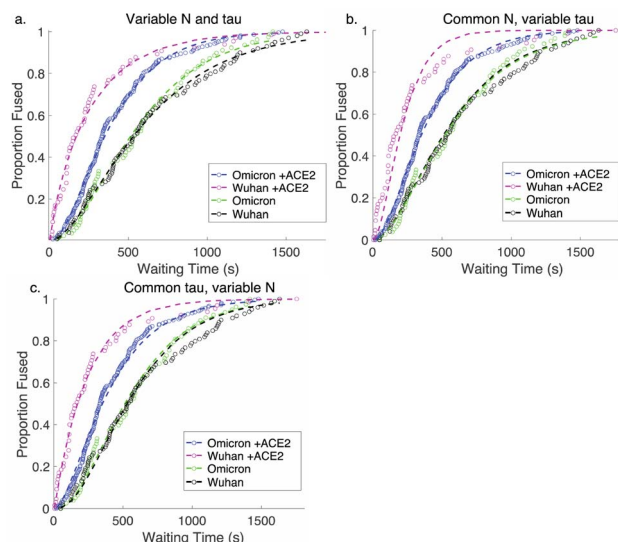 a.
Variable N and tau
1
0.8
0.6
0.4
0.2
0
Proportion Fused
500
1000
1500
Waiting Time (s)
Omicron +ACE2
Wuhan +ACE2
Omicron
Wuhan
b.
Common N, variable tau
1
0.8
0.6
0.4
0.2
0
Proportion Fused
0
500
1000
1500
Waiting Time (s)
Omicron +ACE2
Wuhan +ACE2
Omicron
Wuhan
c.
Common tau, variable N
1
0.8
0.6
0.4
0.2
0
Proportion Fused
0
500
1000
1500
Waiting Time (s)
Omicron +ACE2
Wuhan +ACE2
Omicron
Wuhan